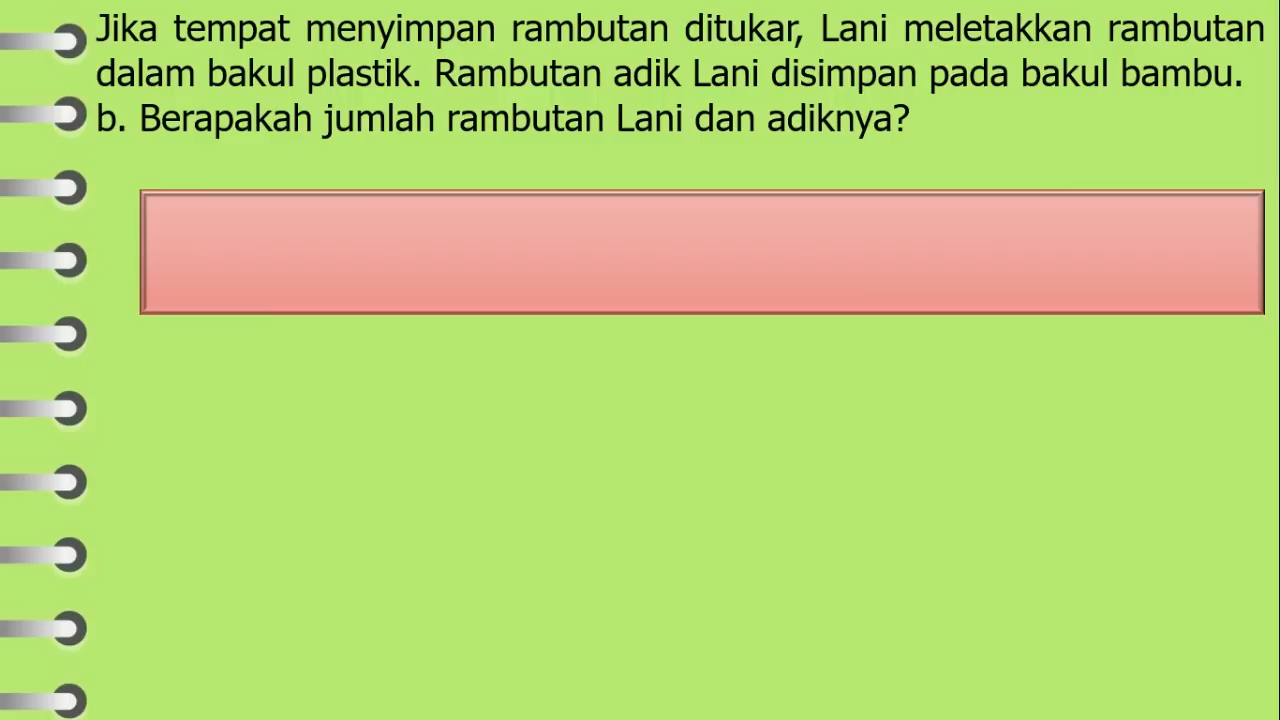 Jika tempat menyimpan rambutan ditukar, Lani meletakkan rambutan
dalam bakul plastik. Rambutan adik Lani disimpan pada bakul bambu.
b. Berapakah jumlah rambutan Lani dan adiknya?